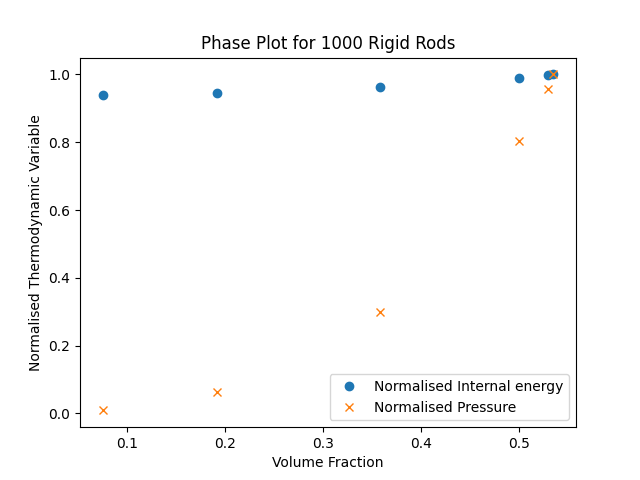 Phase Plot for 1000 Rigid Rods
Normalised Thermodynamic Variable
1.0
0.8
0.6
0.4
0.2
0.0
Normalised Internal energy
Normalised Pressure
0.1 0.2 0.3 0.4 0.5
Volume Fraction